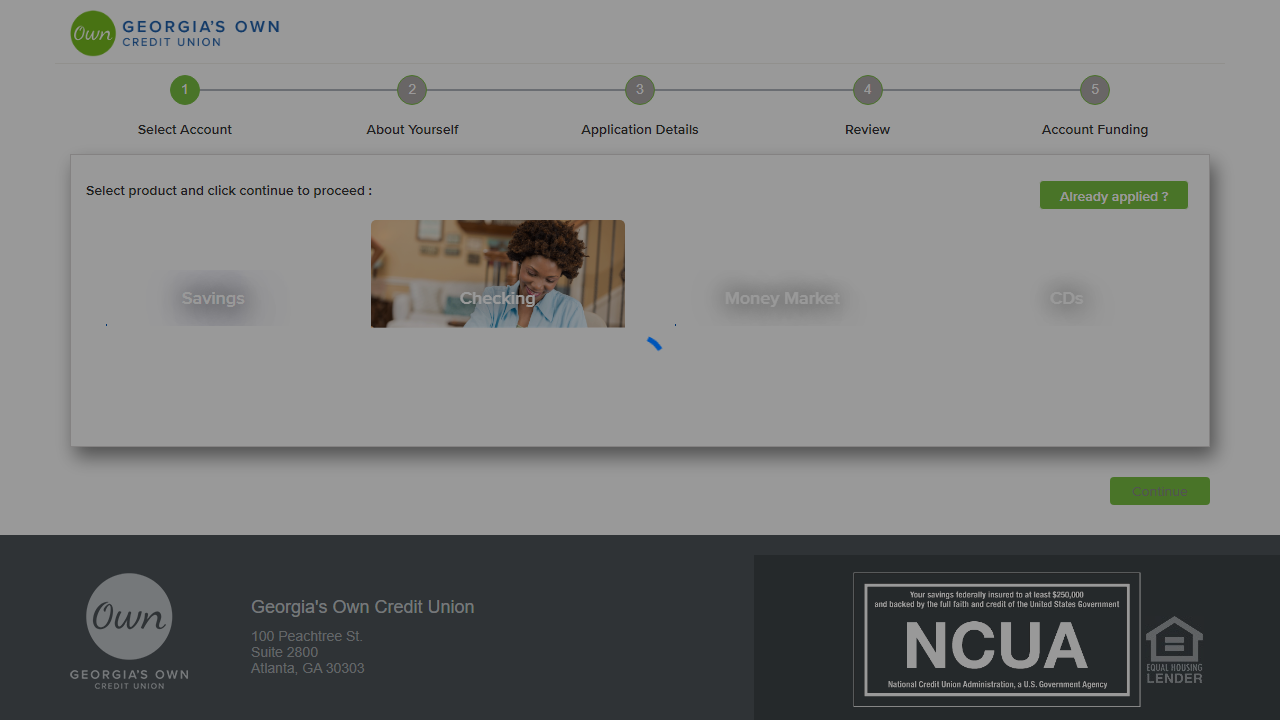 Own
GEORGIA'S OWN
CREDIT UNION
1
2
3
4
5
Select Account
About Yourself
Application Details
Review
Account Funding
Select product and click continue to proceed :
Already applied ?
Savings
Checking
Money Market
CDs
Continue
Own
GEORGIA'S OWN
CREDIT UNION
Georgia's Own Credit Union
100 Peachtree St.
Suite 2800
Atlanta, GA 30303
Your savings federally insured to at least $250,000
and backed by the full faith and credit of the United States Government
NCUA
National Credit Union Administration, a U.S. Government Agency
EQUAL HOUSING
LENDER